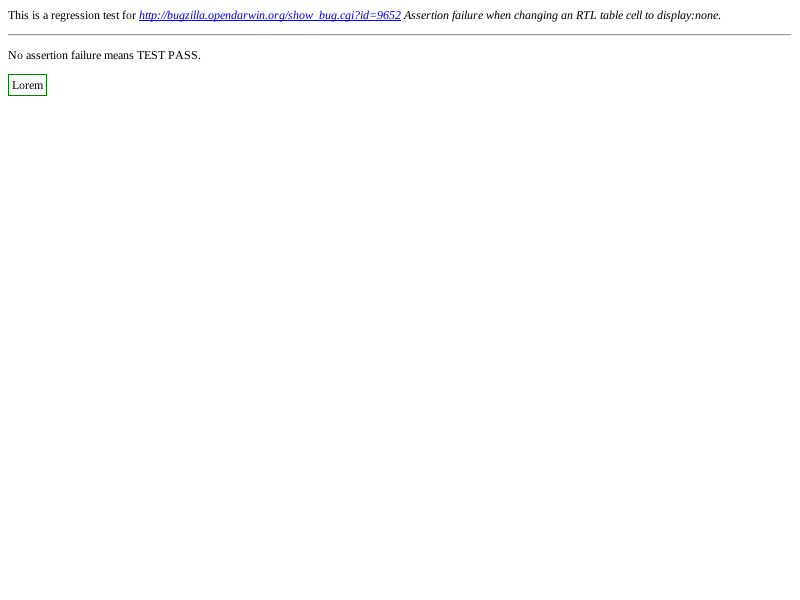 This is a regression test for http://bugzilla.opendarwin.org/show_bug.cgi?id=9652 Assertion failure when changing an RTL table cell to display:none.
No assertion failure means TEST PASS.
Lorem